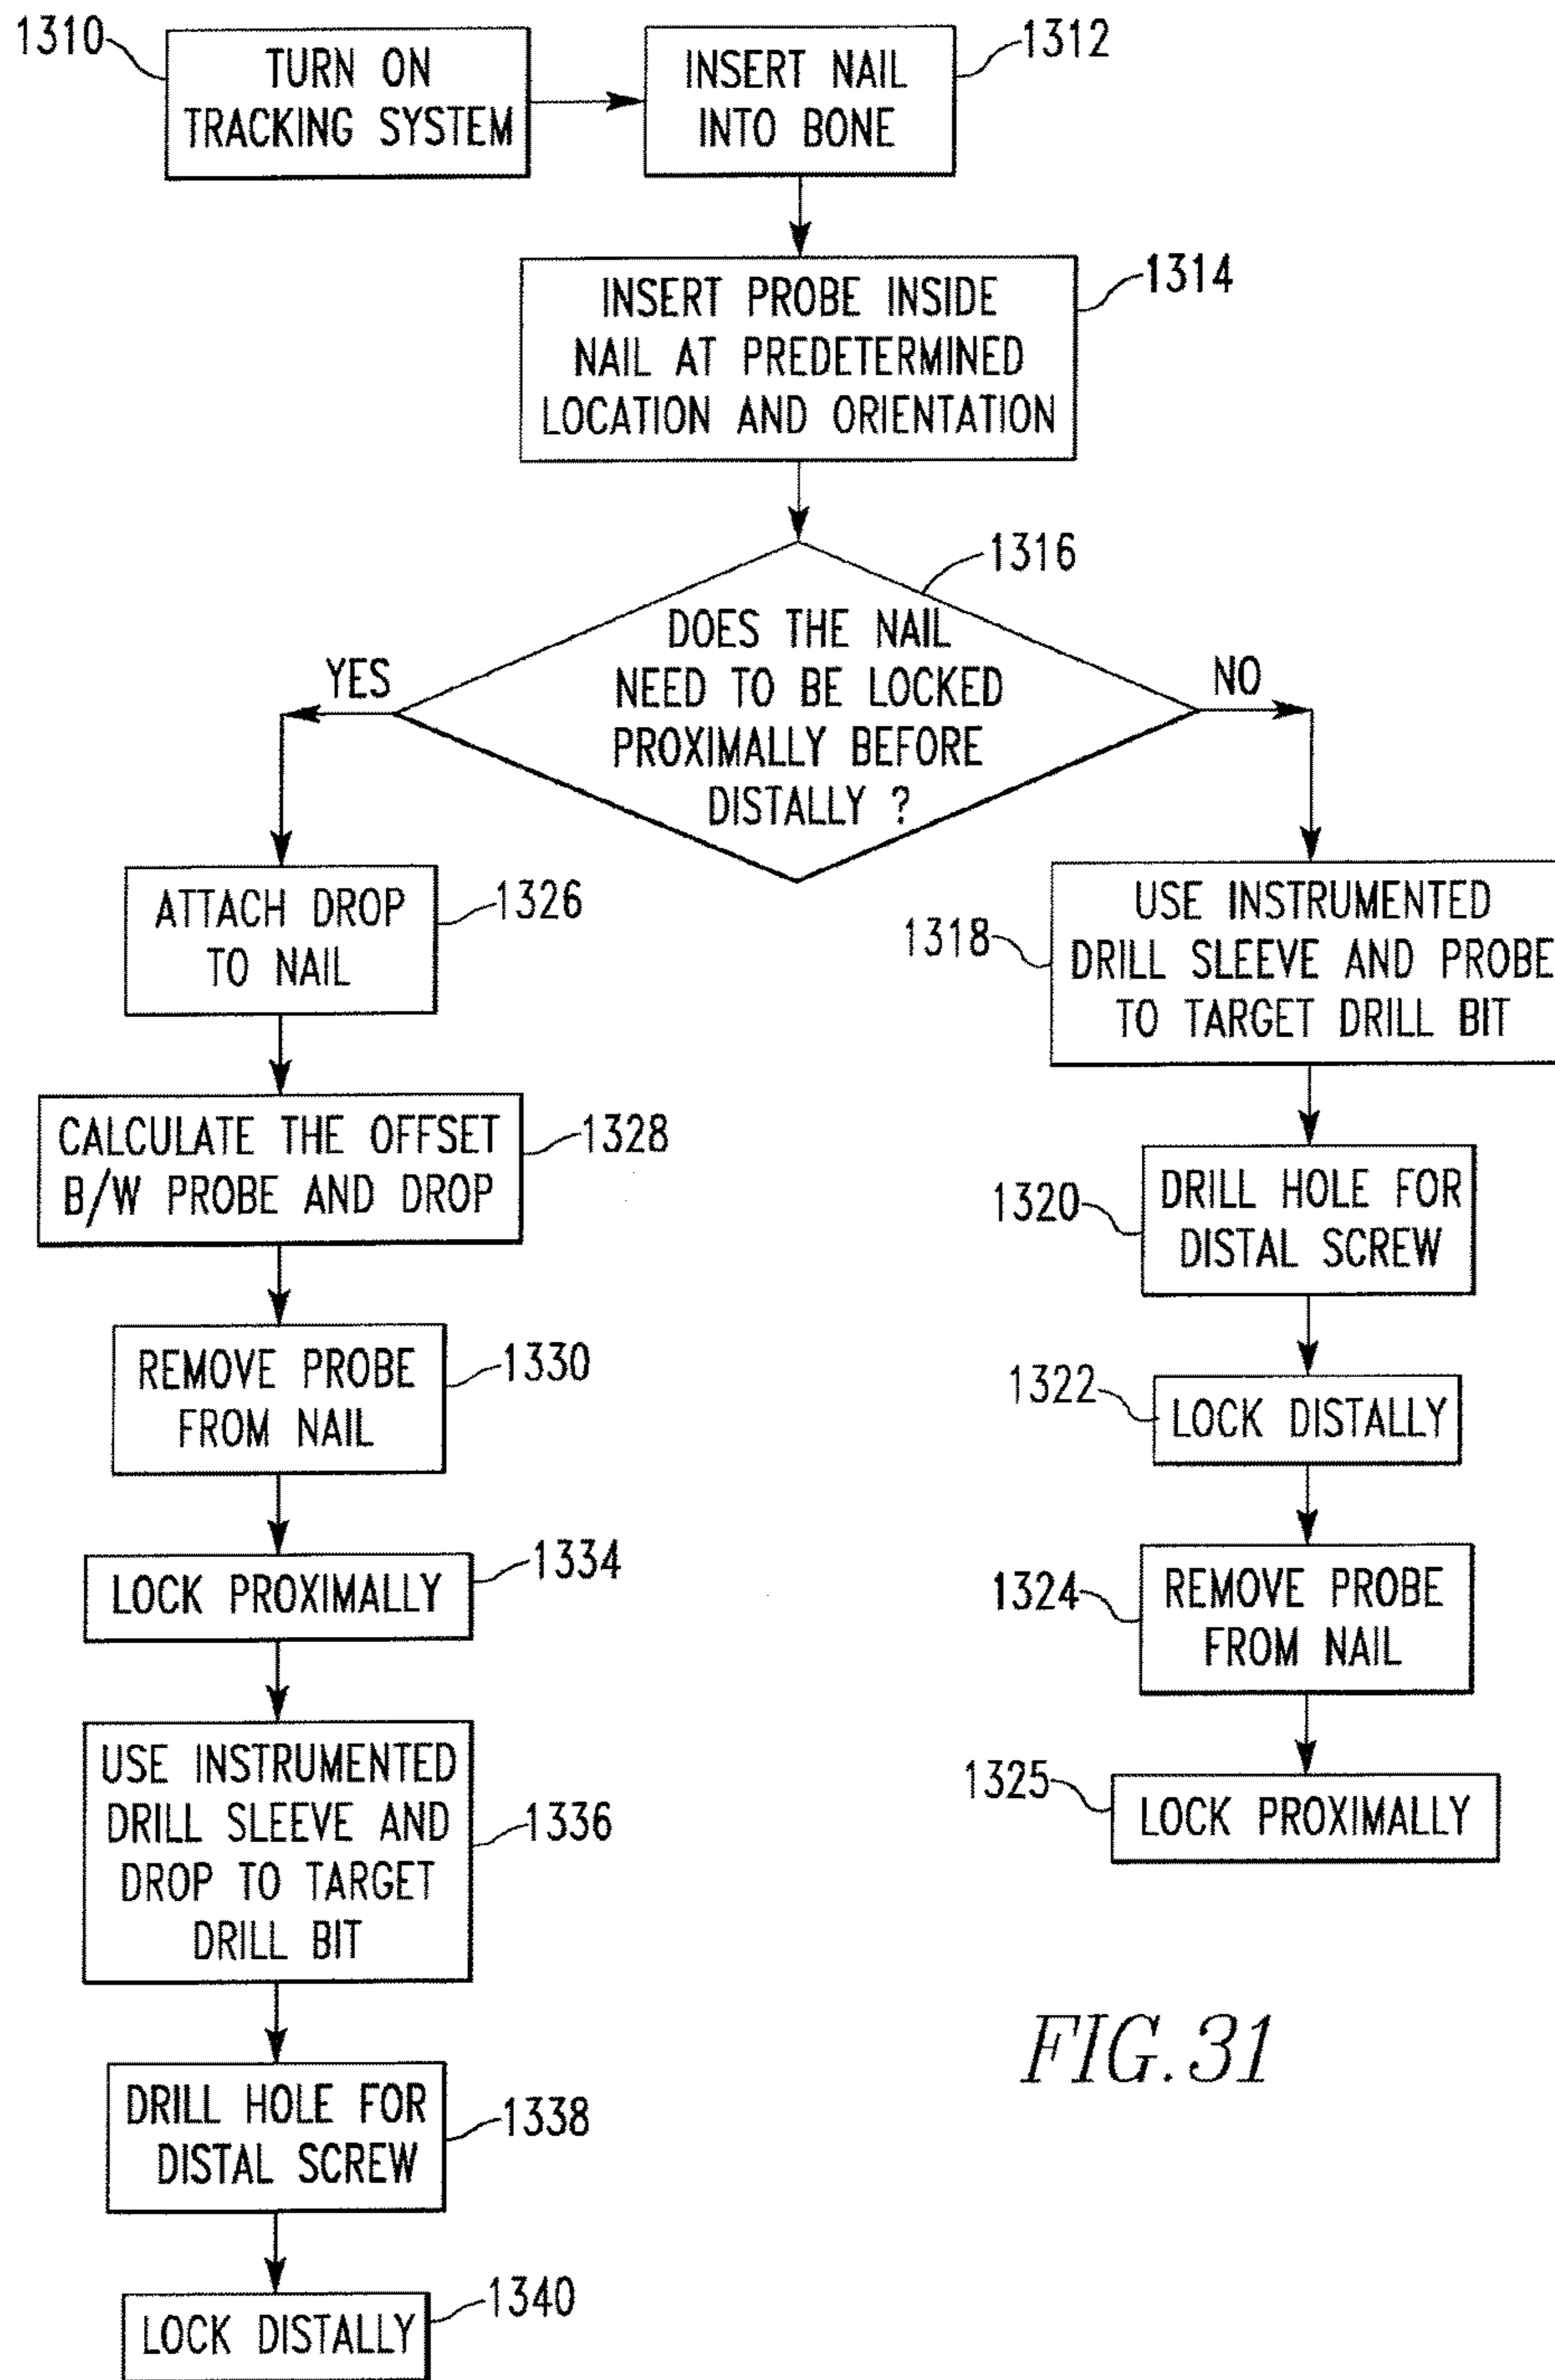 1310
TURN ON
TRACKING SYSTEM
1312
INSERT NAIL
INTO BONE
1314
INSERT PROBE INSIDE
NAIL AT PREDETERMINED
LOCATION AND ORIENTATION
1316
DOES THE NAIL
NEED TO BE LOCKED
PROXIMALLY BEFORE
DISTALLY ?
YES
NO
ATTACH DROP
TO NAIL
1326
CALCULATE THE OFFSET
B/W PROBE AND DROP
1328
REMOVE PROBE
FROM NAIL
1330
LOCK PROXIMALLY
1334
USE INSTRUMENTED
DRILL SLEEVE AND
DROP TO TARGET
DRILL BIT
1336
DRILL HOLE FOR
DISTAL SCREW
1338
LOCK DISTALLY
1340
1318
USE INSTRUMENTED
DRILL SLEEVE AND PROBE
TO TARGET DRILL BIT
1320
DRILL HOLE FOR
DISTAL SCREW
1322
LOCK DISTALLY
1324
REMOVE PROBE
FROM NAIL
1325
LOCK PROXIMALLY
FIG. 31